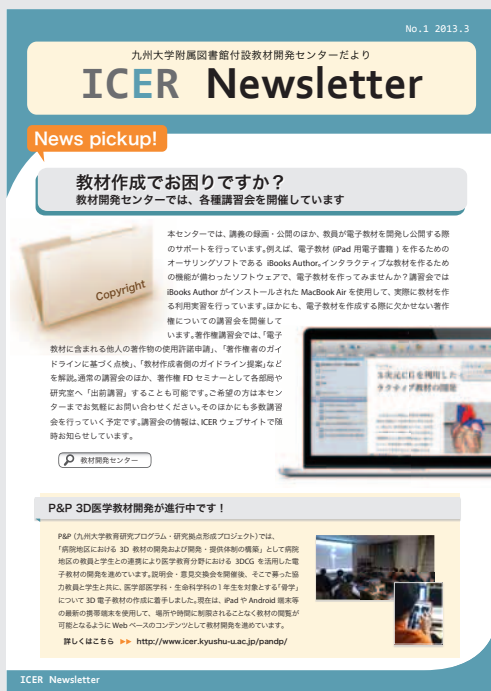 No.1 2013.3
九州大学附属図書館付設教材開発センターだより
ICER Newsletter
News pickup!
教材作成でお困りですか？
教材開発センターでは、各種講習会を開催しています
Copyright
本センターでは、講義の録画・公開のほか、教員が電子教材を開発し公開する際
のサポートを行っています。例えば、電子教材 (iPad 用電子書籍 ) を作るための
オーサリングソフトである iBooks Author。インタラクティブな教材を作るため
の機能が備わったソフトウェアで、電子教材を作ってみませんか？講習会では
iBooks Author がインストールされた MacBook Air を使用して、実際に教材を作
る利用実習を行っています。ほかにも、電子教材を作成する際に欠かせない著作
権についての講習会を開催して
います。著作権講習会では、「電子
教材に含まれる他人の著作物の使用許諾申請」、「著作権者のガイ
ドラインに基づく点検」、「教材作成者側のガイドライン提案」など
を解説。通常の講習会のほか、著作権 FD セミナーとして各部局や
研究室へ「出前講習」することも可能です。ご希望の方は本セン
ターまでお気軽にお問い合わせください。そのほかにも多数講習
会を行っていく予定です。講習会の情報は、ICER ウェブサイトで随
時お知らせしています。
教材開発センター
3次元CGを利用した
ラクティブ教材の開発
P&P 3D医学教材開発が進行中です！
P&P (九州大学教育研究プログラム・研究拠点形成プロジェクト) では、
「病院地区における 3D 教材の開発および開発・提供体制の構築」として病院
地区の教員と学生との連携により医学教育分野における 3DCG を活用した電
子教材の開発を進めています。説明会・意見交換会を開催後、そこで募った協
力教員と学生と共に、医学部医学科・生命科学科の1年生を対象とする「骨学」
について 3D 電子教材の作成に着手しました。現在は、iPad や Android 端末等
の最新の携帯端末を使用して、場所や時間に制限されることなく教材の閲覧が
可能となるように Web ベースのコンテンツとして教材開発を進めています。
詳しくはこちら ▶▶ http://www.icer.kyushu-u.ac.jp/pandp/
ICER Newsletter